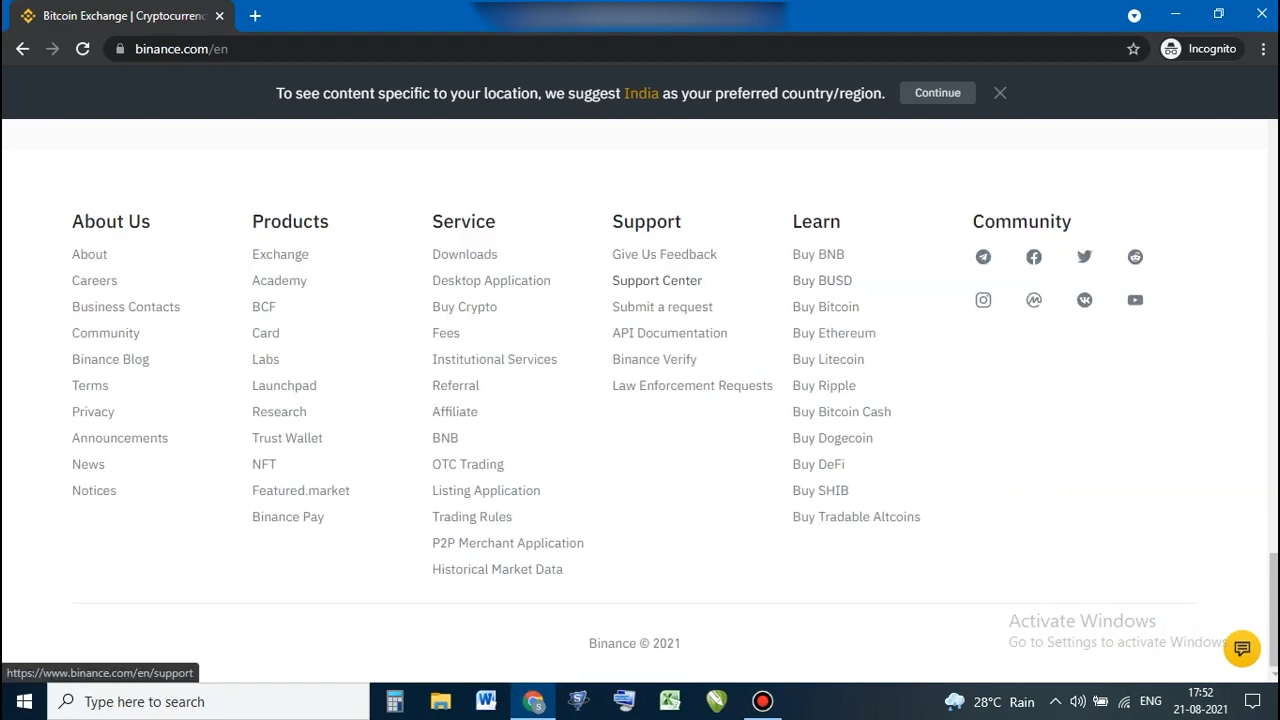 Bitcoin Exchange | Cryptocurrenc
binance.com/en
Incognito
To see content specific to your location, we suggest India as your preferred country/region.
Continue
About Us
About
Careers
Business Contacts
Community
Binance Blog
Terms
Privacy
Announcements
News
Notices
Products
Exchange
Academy
BCF
Card
Labs
Launchpad
Research
Trust Wallet
NFT
Featured.market
Binance Pay
Service
Downloads
Desktop Application
Buy Crypto
Fees
Institutional Services
Referral
Affiliate
BNB
OTC Trading
Listing Application
Trading Rules
P2P Merchant Application
Historical Market Data
Support
Give Us Feedback
Support Center
Submit a request
API Documentation
Binance Verify
Law Enforcement Requests
Learn
Buy BNB
Buy BUSD
Buy Bitcoin
Buy Ethereum
Buy Litecoin
Buy Ripple
Buy Bitcoin Cash
Buy Dogecoin
Buy DeFi
Buy SHIB
Buy Tradable Altcoins
Community
Binance © 2021
Activate Windows
Go to Settings to activate Windows.
https://www.binance.com/en/support
Type here to search
28°C Rain
ENG
17:52
21-08-2021